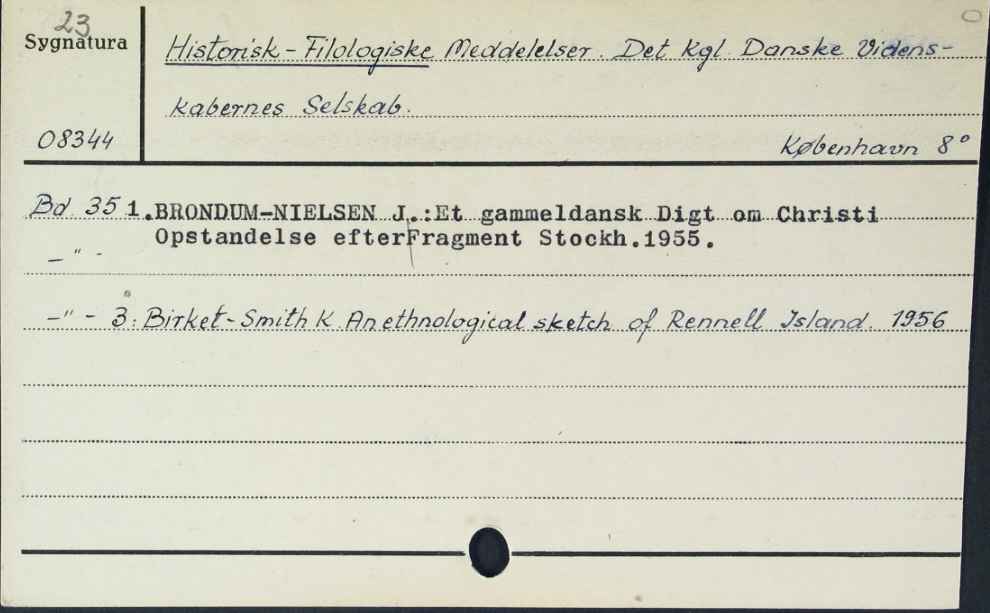 23
Sygnatura
Historisk - Filologiske Meddelelser. Det Kgl. Danske Videns-
kabernes Selskab.
08344
København 8°
Bd. 35 1. BRONDUM-NIELSEN J.:Et gammeldansk Digt om Christi
Opstandelse efterFragment Stockh.1955.
— " -
—" - 3: Birket-Smith K. An ethnological sketch of Rennell Island. 1956